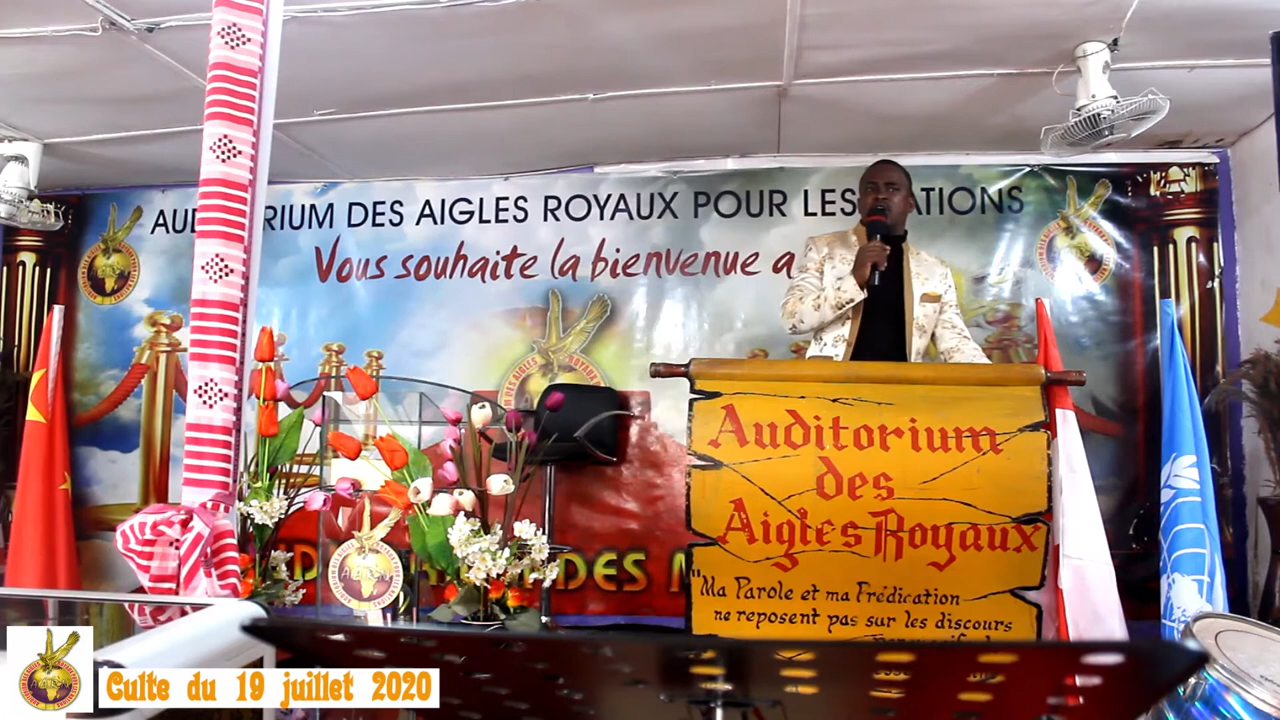 AUDITORIUM DES AIGLES ROYAUX POUR LES NATIONS
Vous souhaite la bienvenue a
Auditorium
des
Aigles Royaux
"Ma Parole et ma Prédication
ne reposent pas sur les discours
DES
Culte du 19 juillet 2020